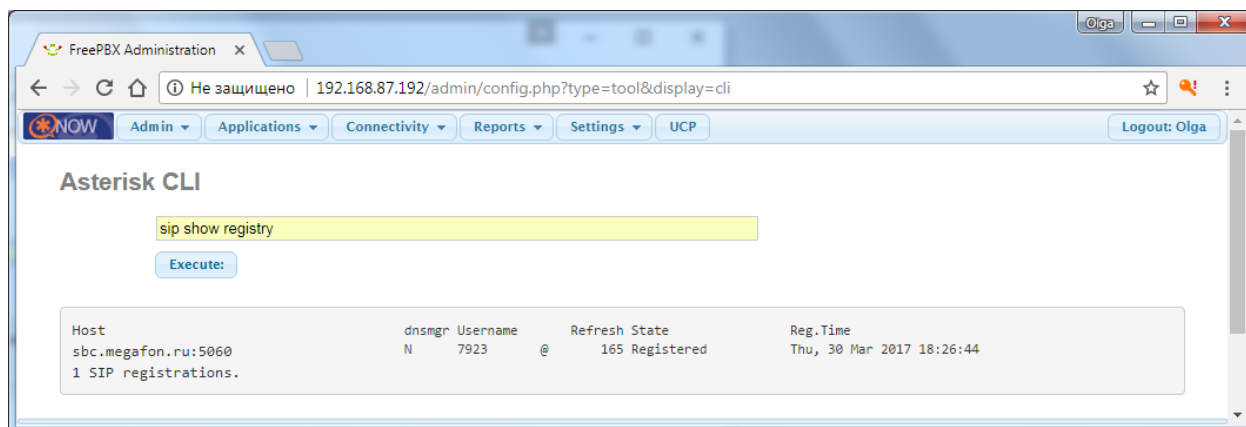 Olga
FreePBX Administration
Не защищено 192.168.87.192/admin/config.php?type=tool&display=cli
NOW Admin Applications Connectivity Reports Settings UCP Logout: Olga
Asterisk CLI
sip show registry
Execute:
Host dnsmgr Username Refresh State Reg.Time
sbc.megafon.ru:5060 N 7923 @ 165 Registered Thu, 30 Mar 2017 18:26:44
1 SIP registrations.